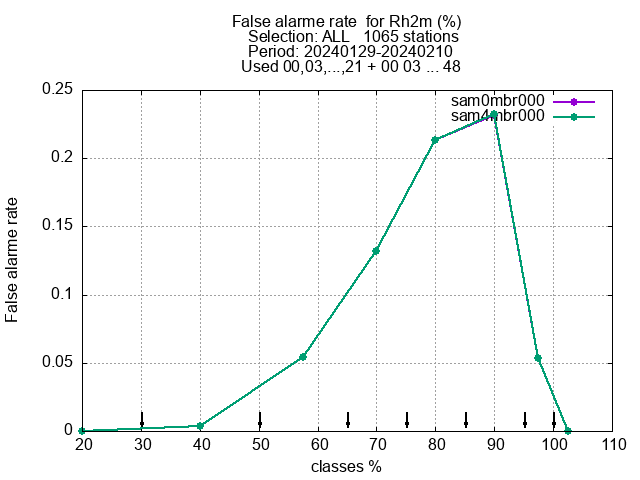 False alarme rate  for Rh2m (%)
Selection: ALL   1065 stations
Period: 20240129-20240210
Used 00,03,...,21 + 00 03 ... 48
0.25
0.2
0.15
0.1
0.05
0
False alarme rate
sam0mbr000
sam4mbr000
20 30 40 50 60 70 80 90 100 110
classes %